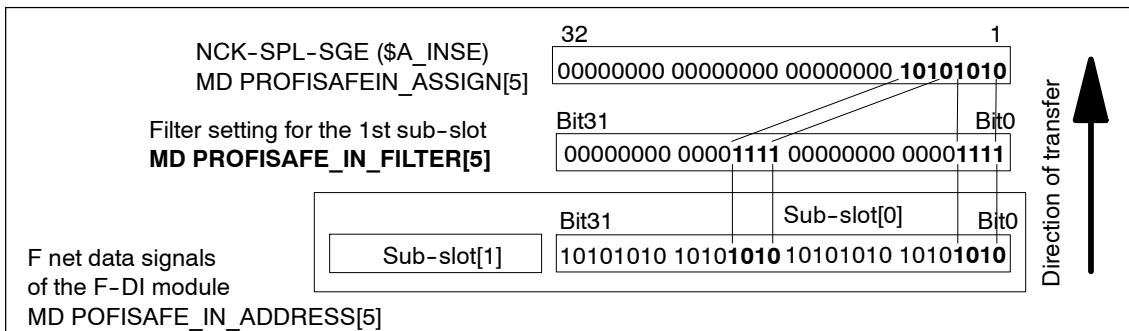 32 1
NCK-SPL-SGE ($A_INSE)
MD PROFISAFEIN_ASSIGN[5]
00000000 00000000 00000000 10101010
Filter setting for the 1st sub-slot
MD PROFISAFE_IN_FILTER[5]
Bit31 Bit0
00000000 00001111 00000000 00001111
Direction of transfer
Bit31 Sub-slot[0] Bit0
Sub-slot[1]
10101010 10101010 10101010 10101010
F net data signals
of the F-DI module
MD POFISAFE_IN_ADDRESS[5]